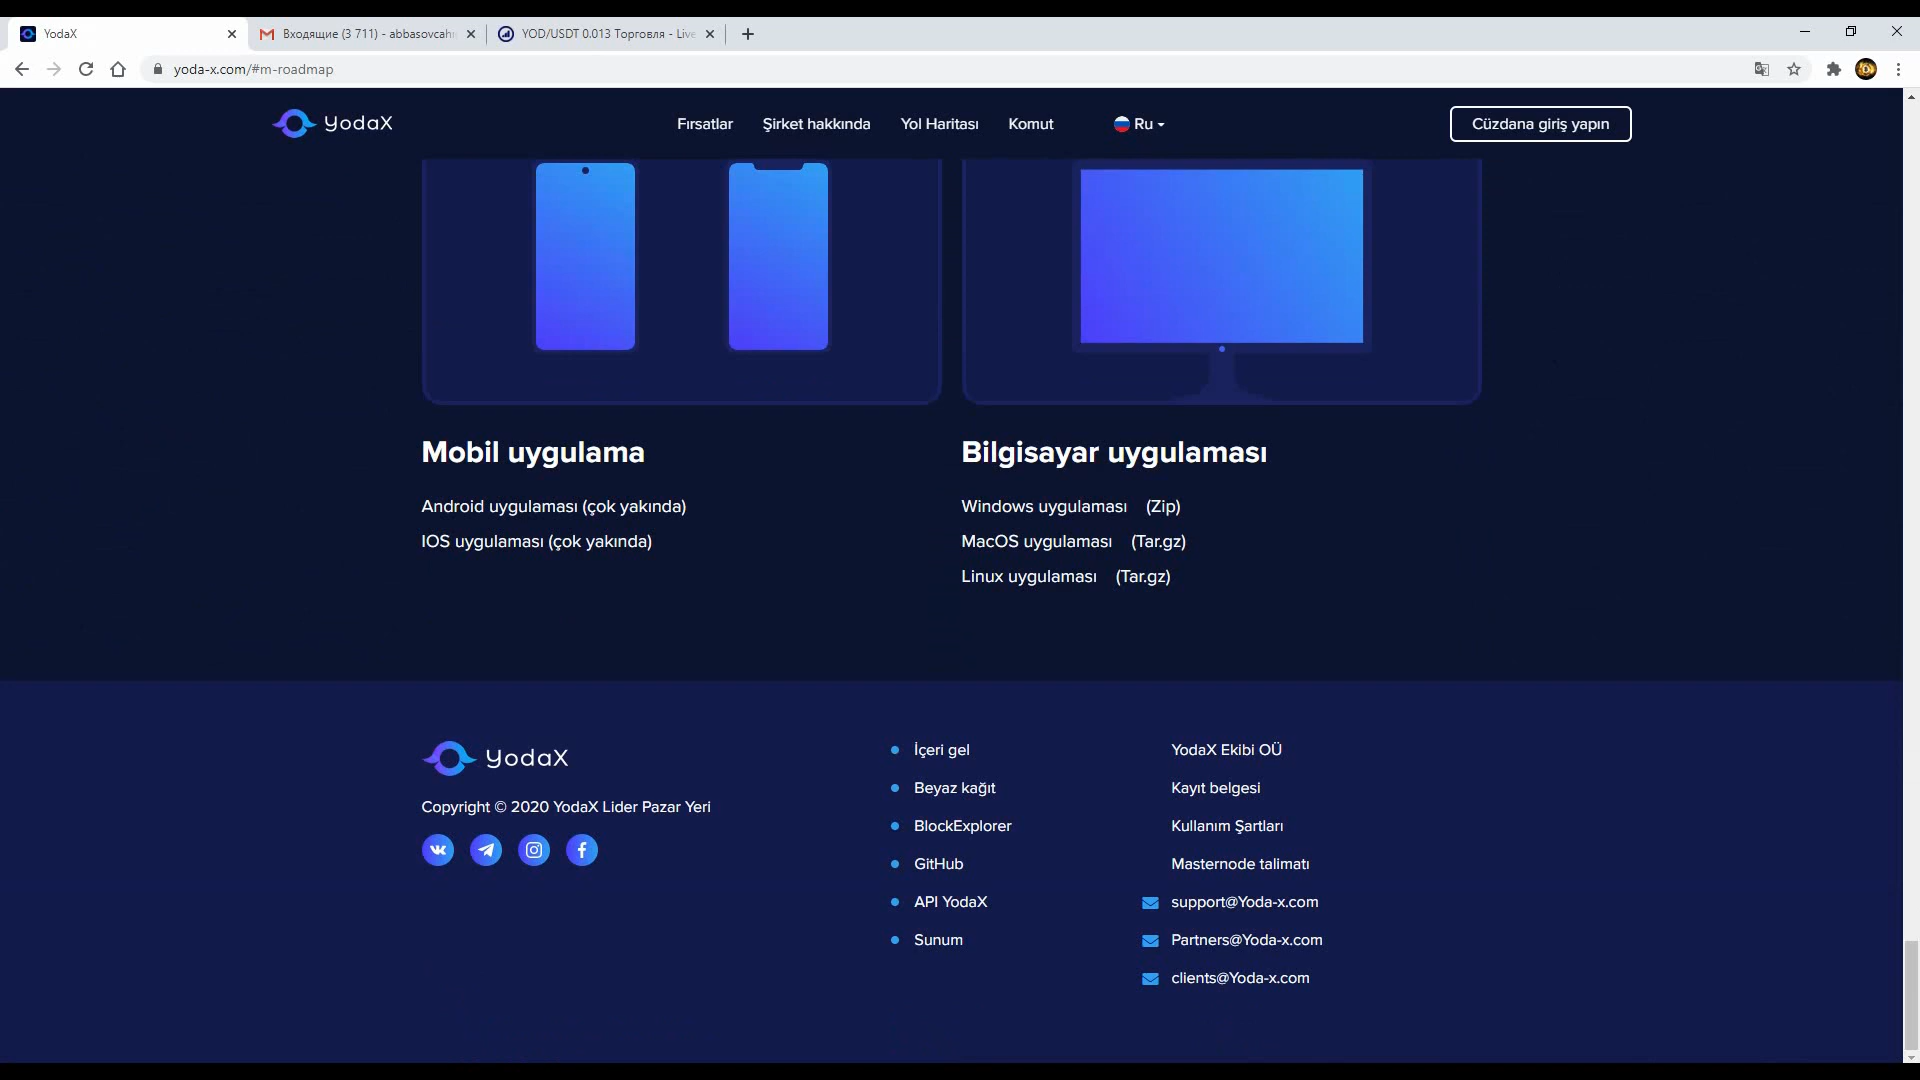 YodaX
Входящие (3 711) - abbasovcah
YOD/USDT 0.013 Торговля - Live
yoda-x.com/#m-roadmap
YodaX
Fırsatlar
Şirket hakkında
Yol Haritası
Komut
Ru
Cüzdana giriş yapın
Mobil uygulama
Android uygulaması (çok yakında)
IOS uygulaması (çok yakında)
Bilgisayar uygulaması
Windows uygulaması (Zip)
MacOS uygulaması (Tar.gz)
Linux uygulaması (Tar.gz)
YodaX
Copyright © 2020 YodaX Lider Pazar Yeri
İçeri gel
Beyaz kağıt
BlockExplorer
GitHub
API YodaX
Sunum
YodaX Ekibi OÜ
Kayıt belgesi
Kullanım Şartları
Masternode talimatı
support@Yoda-x.com
Partners@Yoda-x.com
clients@Yoda-x.com